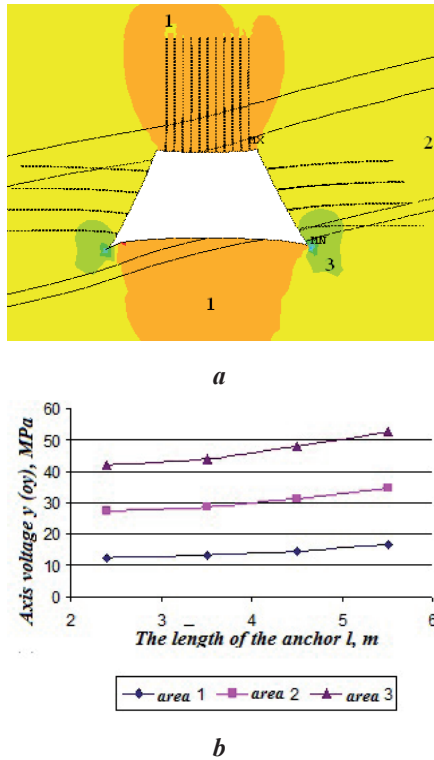 1
MX
2
MN
3
1
a
Axis voltage y (oy), MPa
60
50
40
30
20
10
0
2
3
4
5
6
The length of the anchor l, m
area 1
area 2
area 3
b